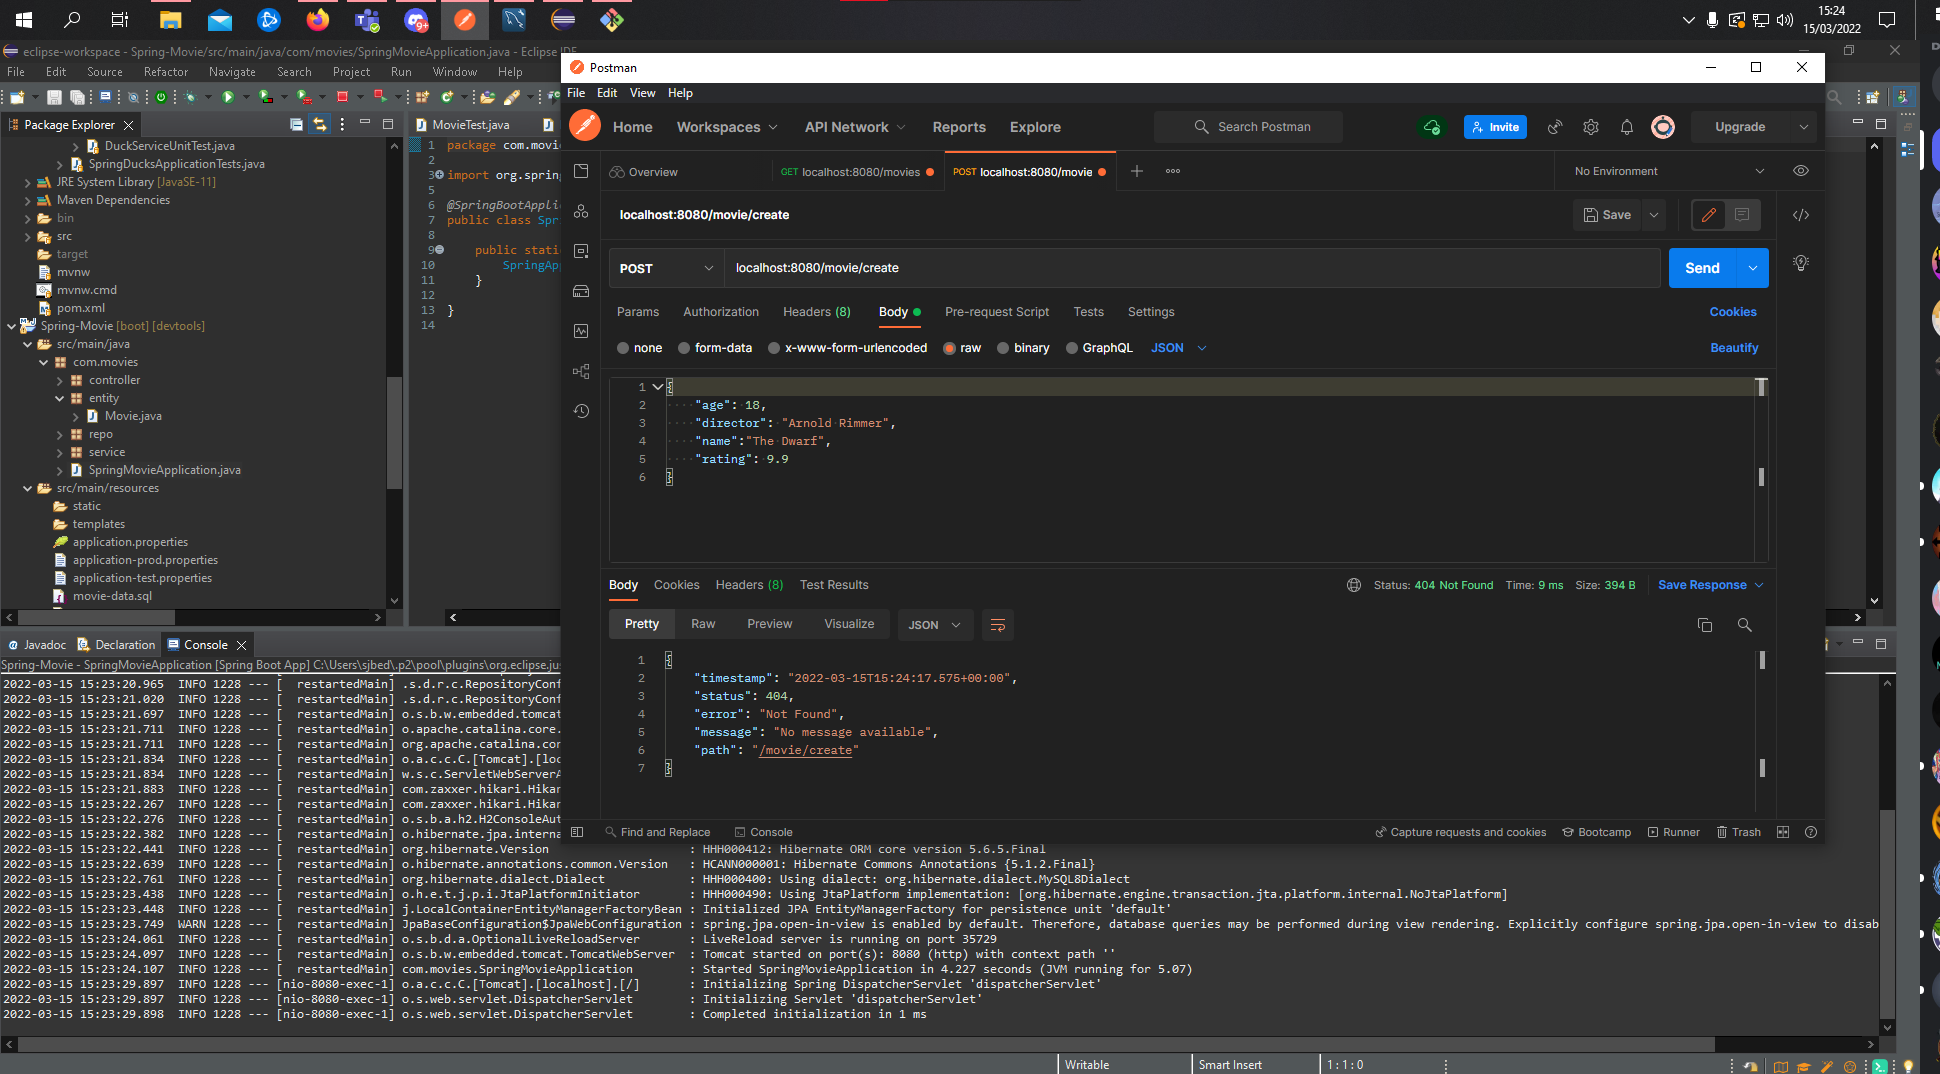 15:24
15/03/2022
eclipse-workspace - Spring-Movie/src/main/java/com/movies/SpringMovieApplication.java - Eclipse IDE
File Edit Source Refactor Navigate Search Project Run Window Help
Package Explorer
DuckServiceUnitTest.java
SpringDucksApplicationTests.java
JRE System Library [JavaSE-11]
Maven Dependencies
bin
src
target
mvnw
mvnw.cmd
pom.xml
Spring-Movie [boot] [devtools]
src/main/java
com.movies
controller
entity
Movie.java
repo
service
SpringMovieApplication.java
src/main/resources
static
templates
application.properties
application-prod.properties
application-test.properties
movie-data.sql
MovieTest.java
1 package com.movie
2
3 import org.spring
5
6 @SpringBootApplic
7 public class Spr
8
9 public static
10 SpringApp
11 }
12
13 }
14
Postman
File Edit View Help
Home Workspaces API Network Reports Explore Search Postman Invite Upgrade
Overview GET localhost:8080/movies POST localhost:8080/movie No Environment
localhost:8080/movie/create Save
POST localhost:8080/movie/create Send
Params Authorization Headers (8) Body Pre-request Script Tests Settings Cookies
none form-data x-www-form-urlencoded raw binary GraphQL JSON Beautify
1 {
2 "age": 18,
3 "director": "Arnold Rimmer",
4 "name":"The Dwarf",
5 "rating": 9.9
6 }
Body Cookies Headers (8) Test Results Status: 404 Not Found Time: 9 ms Size: 394 B Save Response
Pretty Raw Preview Visualize JSON
1 {
2 "timestamp": "2022-03-15T15:24:17.575+00:00",
3 "status": 404,
4 "error": "Not Found",
5 "message": "No message available",
6 "path": "/movie/create"
7 }
Find and Replace Console Capture requests and cookies Bootcamp Runner Trash
Javadoc Declaration Console
Spring-Movie - SpringMovieApplication [Spring Boot App] C:\Users\sjbed\.p2\pool\plugins\org.eclipse.jus
2022-03-15 15:23:20.965 INFO 1228 --- [ restartedMain] .s.d.r.c.RepositoryConf
2022-03-15 15:23:21.020 INFO 1228 --- [ restartedMain] .s.d.r.c.RepositoryConf
2022-03-15 15:23:21.697 INFO 1228 --- [ restartedMain] o.s.b.w.embedded.tomcat
2022-03-15 15:23:21.711 INFO 1228 --- [ restartedMain] o.apache.catalina.core.
2022-03-15 15:23:21.711 INFO 1228 --- [ restartedMain] org.apache.catalina.cor
2022-03-15 15:23:21.834 INFO 1228 --- [ restartedMain] o.a.c.c.C.[Tomcat].[loc
2022-03-15 15:23:21.834 INFO 1228 --- [ restartedMain] w.s.c.ServletWebServerA
2022-03-15 15:23:21.883 INFO 1228 --- [ restartedMain] com.zaxxer.hikari.Hikar
2022-03-15 15:23:22.267 INFO 1228 --- [ restartedMain] com.zaxxer.hikari.Hikar
2022-03-15 15:23:22.276 INFO 1228 --- [ restartedMain] o.s.b.a.h2.H2ConsoleAut
2022-03-15 15:23:22.382 INFO 1228 --- [ restartedMain] o.hibernate.jpa.interna
2022-03-15 15:23:22.441 INFO 1228 --- [ restartedMain] org.hibernate.Version : HHH000412: Hibernate ORM core version 5.6.5.Final
2022-03-15 15:23:22.639 INFO 1228 --- [ restartedMain] o.hibernate.annotations.common.Version : HCANN000001: Hibernate Commons Annotations {5.1.2.Final}
2022-03-15 15:23:22.761 INFO 1228 --- [ restartedMain] org.hibernate.dialect.Dialect : HHH000400: Using dialect: org.hibernate.dialect.MySQL8Dialect
2022-03-15 15:23:23.438 INFO 1228 --- [ restartedMain] o.h.e.t.j.p.i.JtaPlatformInitiator : HHH000490: Using JtaPlatform implementation: [org.hibernate.engine.transaction.jta.platform.internal.NoJtaPlatform]
2022-03-15 15:23:23.448 INFO 1228 --- [ restartedMain] j.LocalContainerEntityManagerFactoryBean : Initialized JPA EntityManagerFactory for persistence unit 'default'
2022-03-15 15:23:23.749 WARN 1228 --- [ restartedMain] JpaBaseConfiguration$JpaWebConfiguration : spring.jpa.open-in-view is enabled by default. Therefore, database queries may be performed during view rendering. Explicitly configure spring.jpa.open-in-view to disab
2022-03-15 15:23:24.061 INFO 1228 --- [ restartedMain] o.s.b.d.a.OptionalLiveReloadServer : LiveReload server is running on port 35729
2022-03-15 15:23:24.097 INFO 1228 --- [ restartedMain] o.s.b.w.embedded.tomcat.TomcatWebServer : Tomcat started on port(s): 8080 (http) with context path ''
2022-03-15 15:23:24.107 INFO 1228 --- [ restartedMain] com.movies.SpringMovieApplication : Started SpringMovieApplication in 4.227 seconds (JVM running for 5.07)
2022-03-15 15:23:29.897 INFO 1228 --- [nio-8080-exec-1] o.a.c.c.C.[Tomcat].[localhost].[/] : Initializing Spring DispatcherServlet 'dispatcherServlet'
2022-03-15 15:23:29.897 INFO 1228 --- [nio-8080-exec-1] o.s.web.servlet.DispatcherServlet : Initializing Servlet 'dispatcherServlet'
2022-03-15 15:23:29.898 INFO 1228 --- [nio-8080-exec-1] o.s.web.servlet.DispatcherServlet : Completed initialization in 1 ms
Writable Smart Insert 1 : 1 : 0